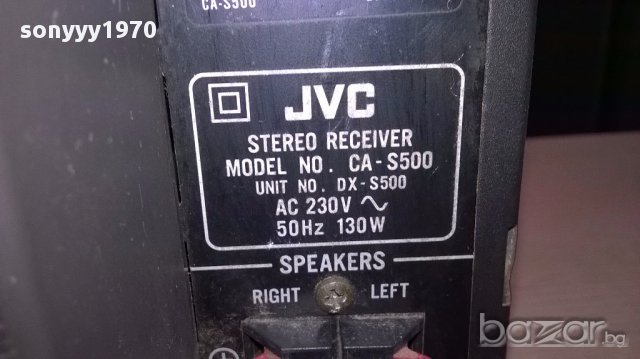 CA-S500
sonyyy1970
JVC
STEREO RECEIVER
MODEL NO. CA-S500
UNIT NO. DX-S500
AC 230V ~
50Hz 130W
SPEAKERS
RIGHT LEFT
bazar.bg